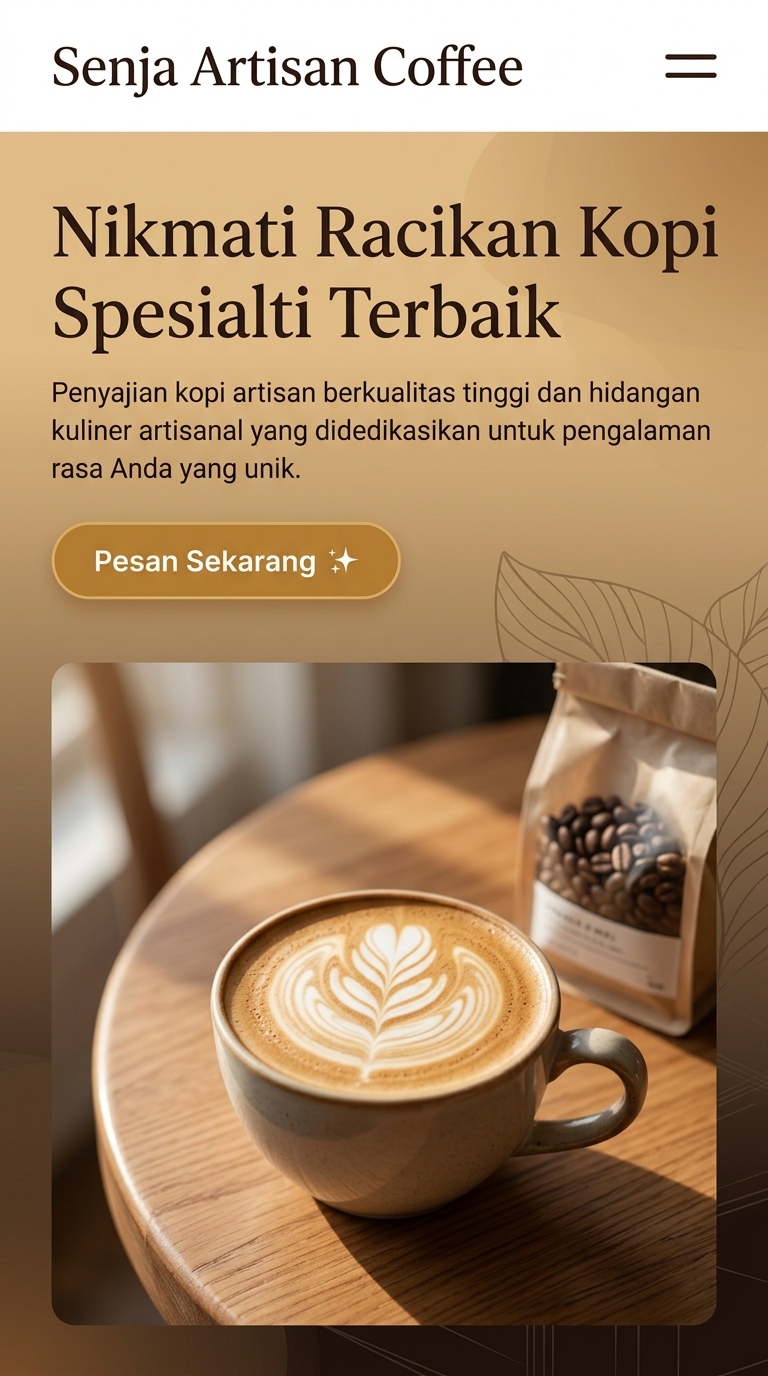 Senja Artisan Coffee
Nikmati Racikan Kopi
Spesialti Terbaik
Penyajian kopi artisan berkualitas tinggi dan hidangan
kuliner artisanal yang didedikasikan untuk pengalaman
rasa Anda yang unik.
Pesan Sekarang